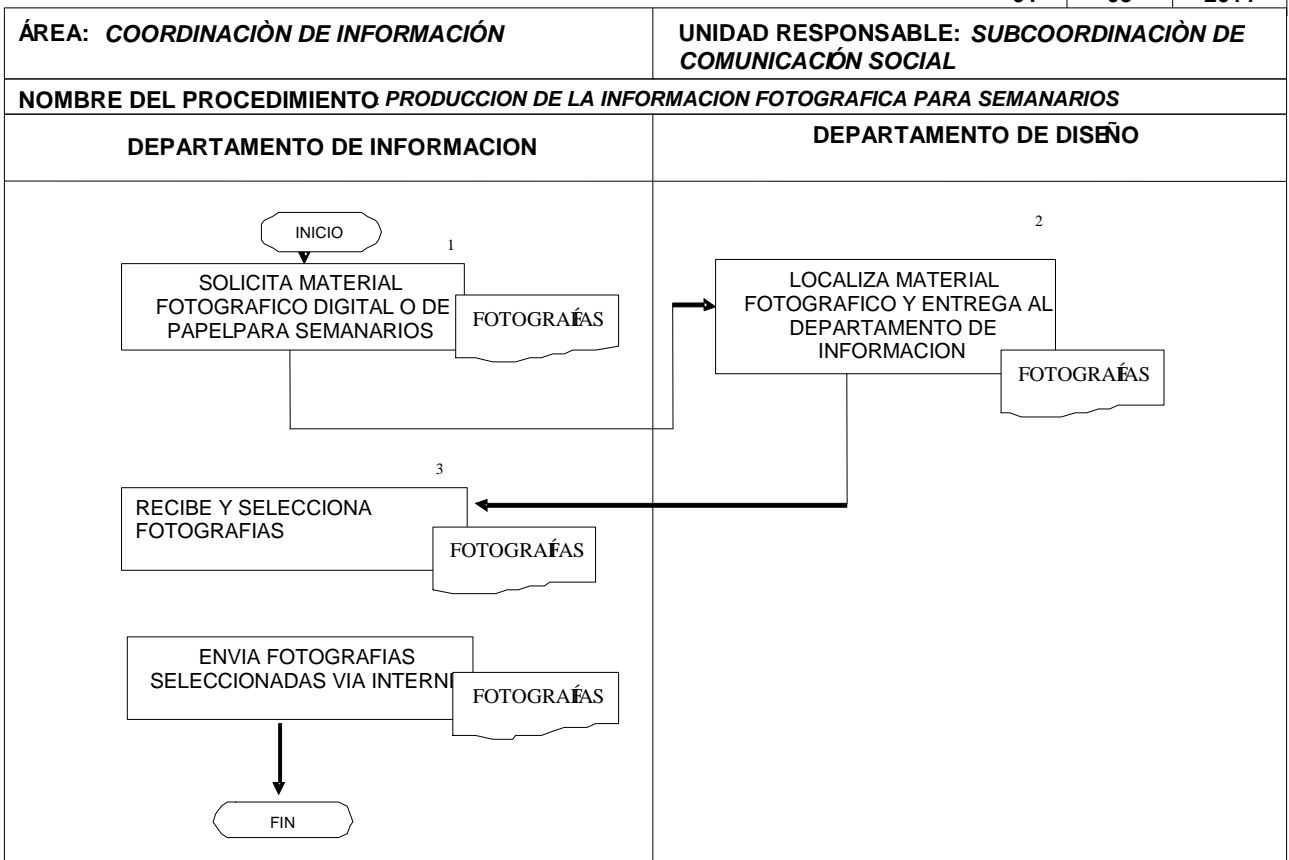 ÁREA: COORDINACIÒN DE INFORMACIÓN
UNIDAD RESPONSABLE: SUBCOORDINACIÒN DE
COMUNICACIÓN SOCIAL
NOMBRE DEL PROCEDIMIENTO: PRODUCCION DE LA INFORMACION FOTOGRAFICA PARA SEMANARIOS
DEPARTAMENTO DE INFORMACION
DEPARTAMENTO DE DISEÑO
INICIO
1
SOLICITA MATERIAL
FOTOGRAFICO DIGITAL O DE
PAPELPARA SEMANARIOS
FOTOGRAFÍAS
2
LOCALIZA MATERIAL
FOTOGRAFICO Y ENTREGA AL
DEPARTAMENTO DE
INFORMACION
FOTOGRAFÍAS
3
RECIBE Y SELECCIONA
FOTOGRAFIAS
FOTOGRAFÍAS
ENVIA FOTOGRAFIAS
SELECCIONADAS VIA INTERNE
FOTOGRAFÍAS
FIN